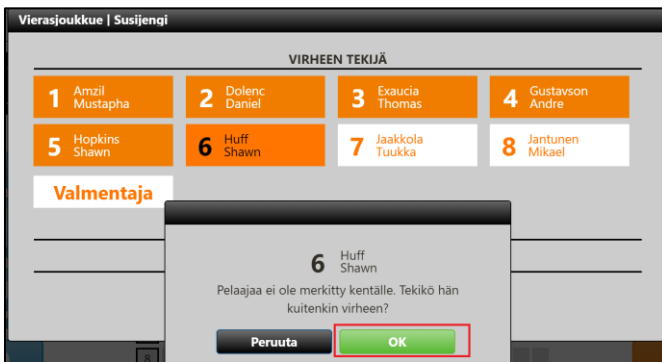 Vierasjoukkue | Susijengi
VIRHEEN TEKIJÄ
1 Amzil Mustapha
2 Dolenc Daniel
3 Exaucia Thomas
4 Gustavson Andre
5 Hopkins Shawn
6 Huff Shawn
7 Jaakkola Tuukka
8 Jantunen Mikael
Valmentaja
6 Huff Shawn
Pelaajaa ei ole merkitty kentälle. Tekikö hän
kuitenkin virheen?
Peruuta
OK
8